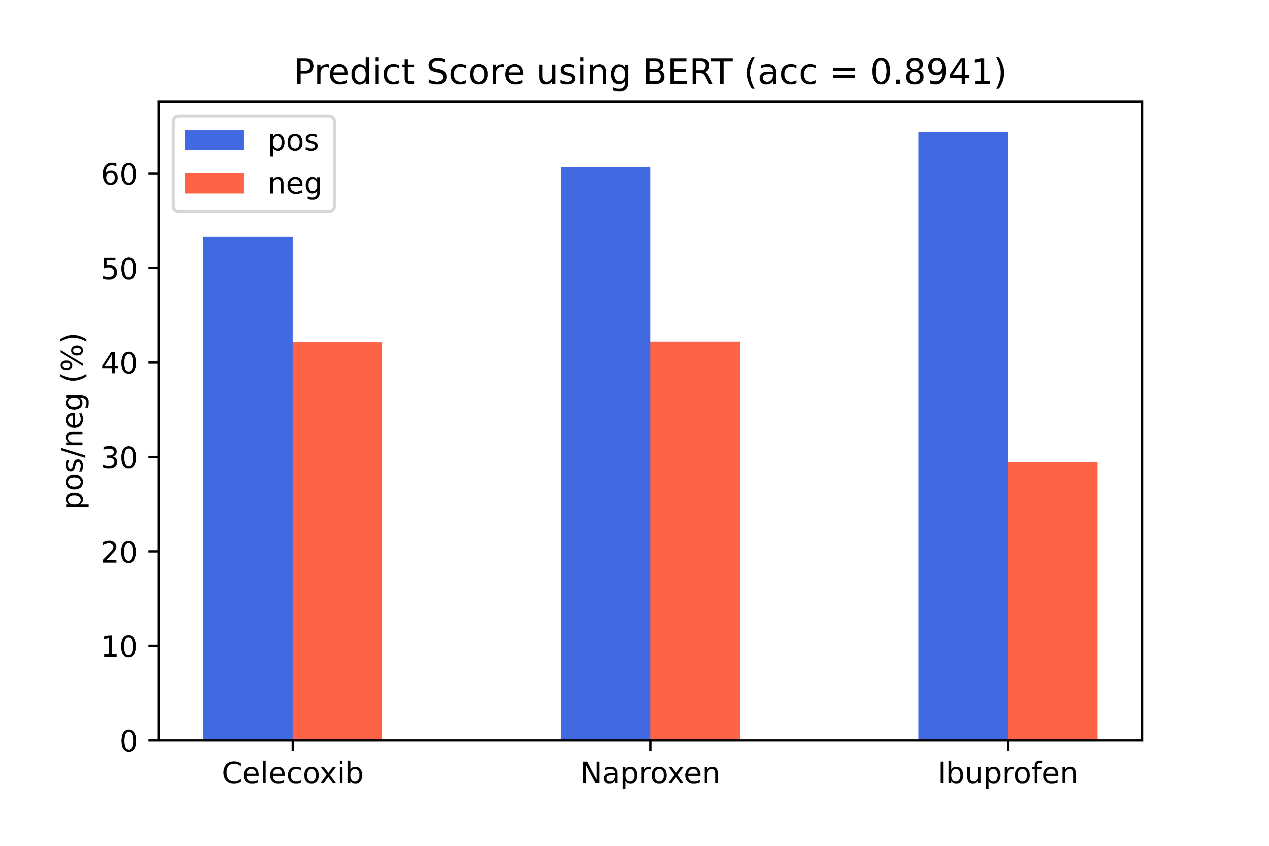 Predict Score using BERT (acc = 0.8941)
pos
neg
pos/neg (%)
60
50
40
30
20
10
0
Celecoxib Naproxen Ibuprofen